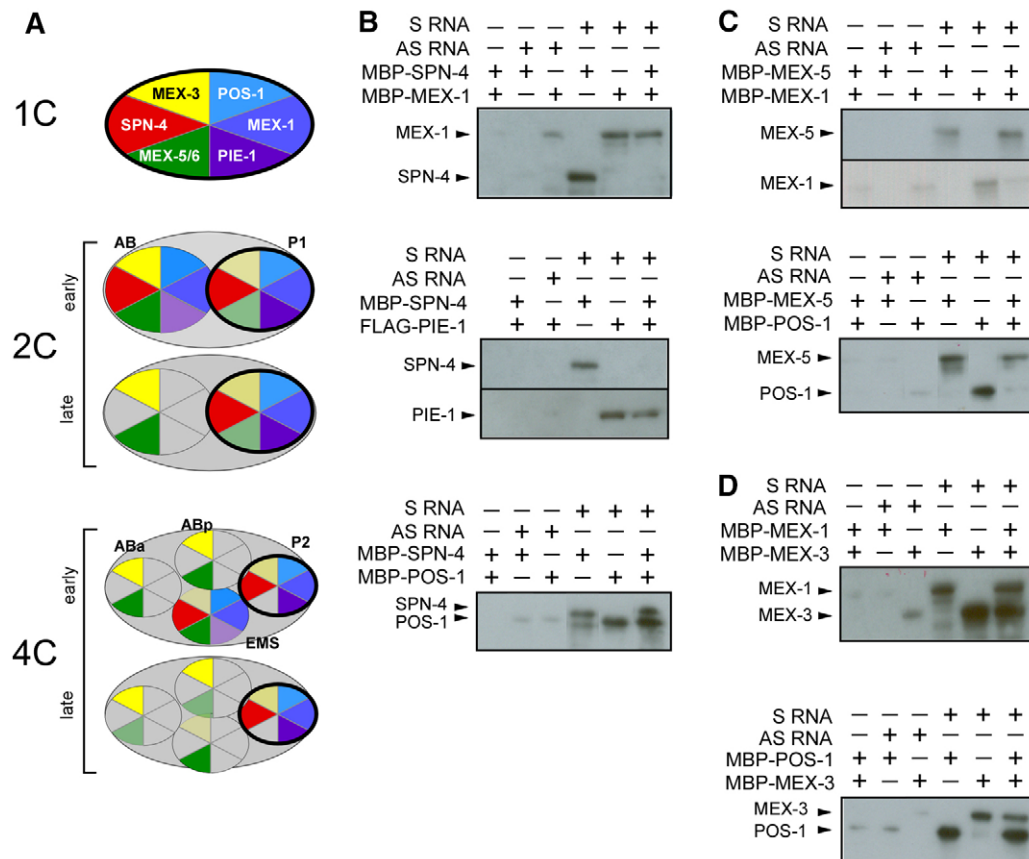 A
1C
MEX-3 POS-1
SPN-4 MEX-1
MEX-5/6 PIE-1
2C
early
late
AB P1
4C
early
late
ABa ABp P2
EMS
B
S RNA — — — + + +
AS RNA — + + — — —
MBP-SPN-4 + + — + — +
MBP-MEX-1 + — + — + +
MEX-1
SPN-4
S RNA — — + + +
AS RNA — + — — —
MBP-SPN-4 + — + — +
FLAG-PIE-1 + + — + +
SPN-4
PIE-1
S RNA — — — + + +
AS RNA — + + — — —
MBP-SPN-4 + + — + — +
MBP-POS-1 + — + — + +
SPN-4
POS-1
C
S RNA — — — + + +
AS RNA — + + — — —
MBP-MEX-5 + + — + — +
MBP-MEX-1 + — + — + +
MEX-5
MEX-1
S RNA — — — + + +
AS RNA — + + — — —
MBP-MEX-5 + + — + — +
MBP-POS-1 + — + — + +
MEX-5
POS-1
D
S RNA — — — + + +
AS RNA — + + — — —
MBP-MEX-1 + + — + — +
MBP-MEX-3 + — + — + +
MEX-1
MEX-3
S RNA — — — + + +
AS RNA — + + — — —
MBP-POS-1 + + — + — +
MBP-MEX-3 + — + — + +
MEX-3
POS-1